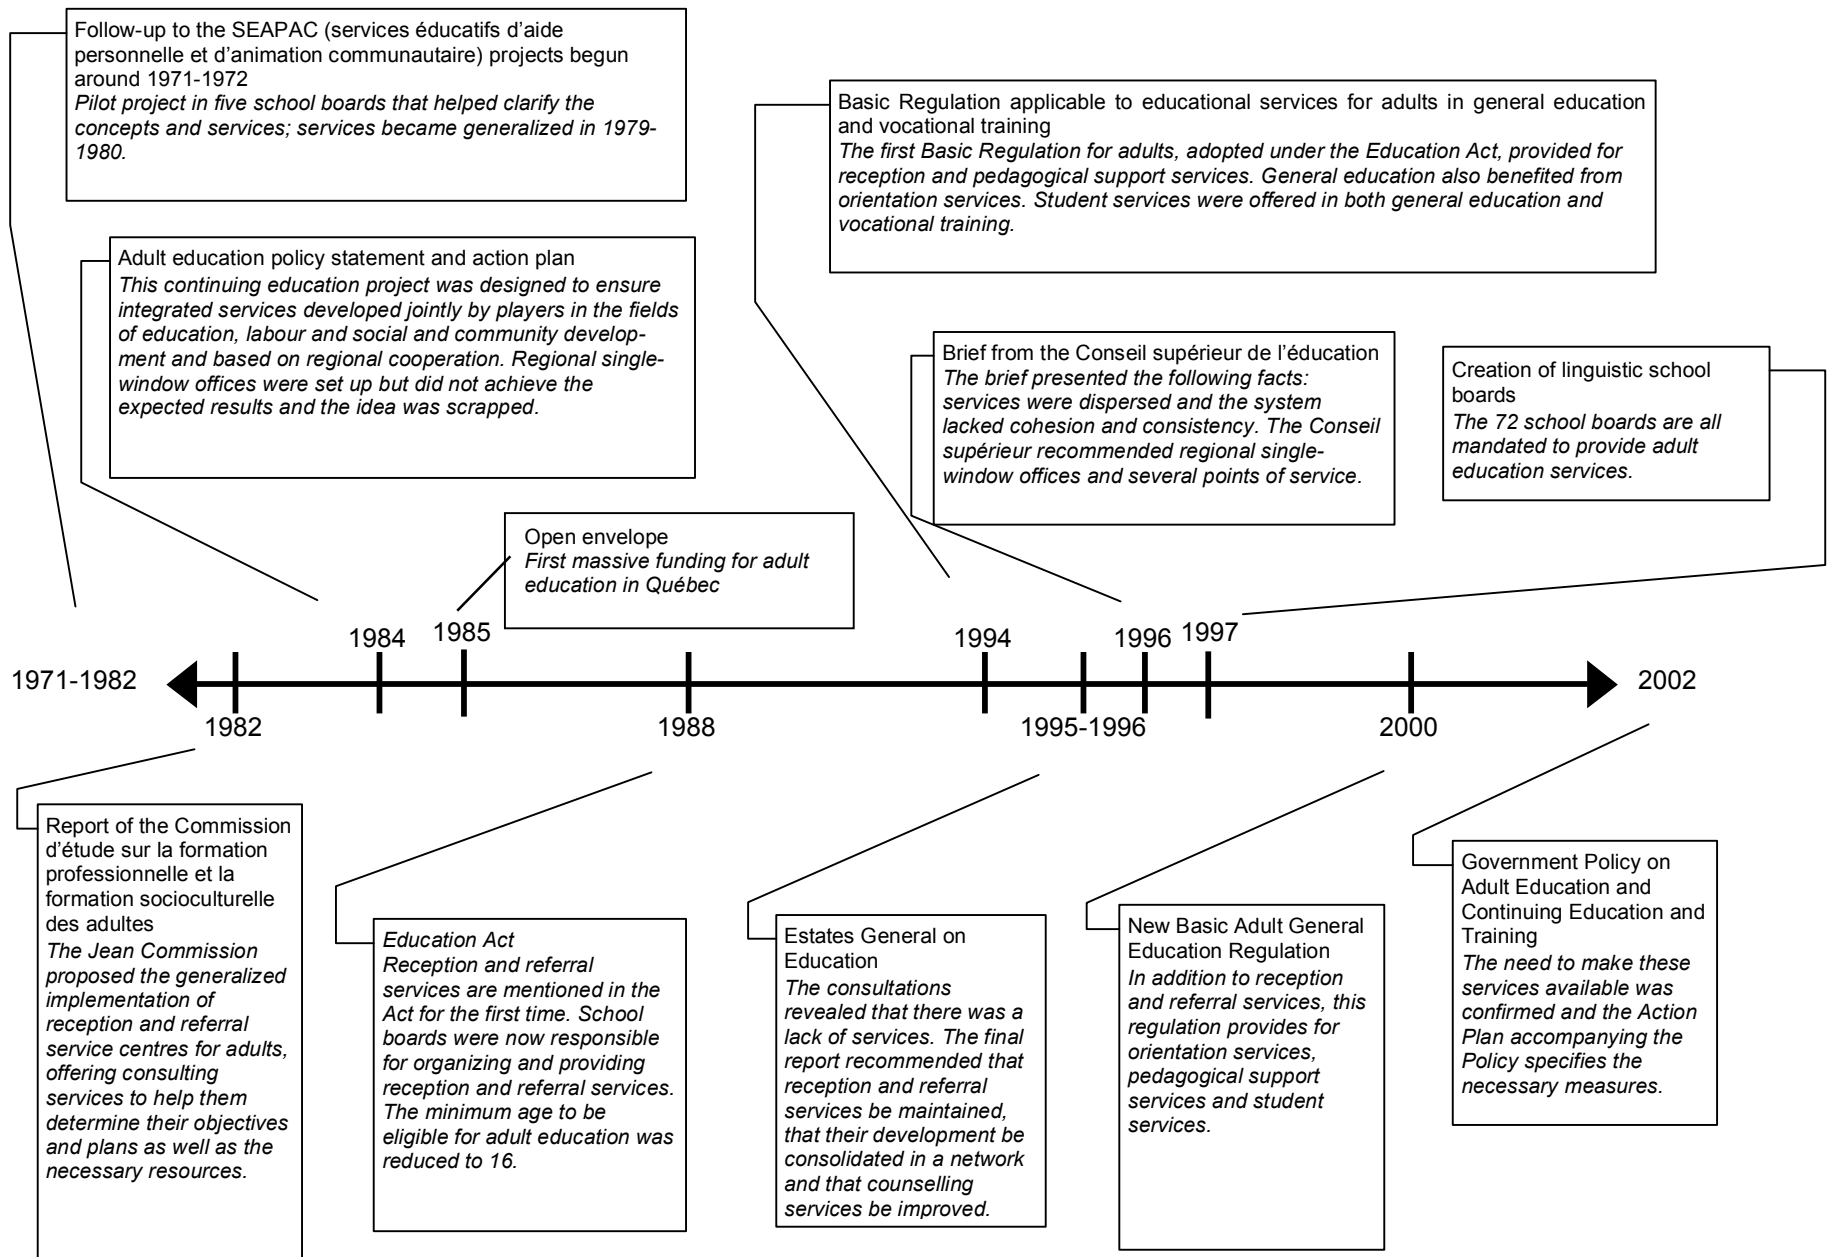 Follow-up to the SEAPAC (services éducatifs d'aide
personnelle et d'animation communautaire) projects begun
around 1971-1972
Pilot project in five school boards that helped clarify the
concepts and services; services became generalized in 1979-
1980.
Basic Regulation applicable to educational services for adults in general education
and vocational training
The first Basic Regulation for adults, adopted under the Education Act, provided for
reception and pedagogical support services. General education also benefited from
orientation services. Student services were offered in both general education and
vocational training.
Adult education policy statement and action plan
This continuing education project was designed to ensure
integrated services developed jointly by players in the fields
of education, labour and social and community develop-
ment and based on regional cooperation. Regional single-
window offices were set up but did not achieve the
expected results and the idea was scrapped.
Brief from the Conseil supérieur de l'éducation
The brief presented the following facts:
services were dispersed and the system
lacked cohesion and consistency. The Conseil
supérieur recommended regional single-
window offices and several points of service.
Creation of linguistic school
boards
The 72 school boards are all
mandated to provide adult
education services.
Open envelope
First massive funding for adult
education in Québec
1984
1985
1994
1996
1997
1971-1982
2002
1982
1988
1995-1996
2000
Report of the Commission
d'étude sur la formation
professionnelle et la
formation socioculturelle
des adultes
The Jean Commission
proposed the generalized
implementation of
reception and referral
service centres for adults,
offering consulting
services to help them
determine their objectives
and plans as well as the
necessary resources.
Education Act
Reception and referral
services are mentioned in the
Act for the first time. School
boards were now responsible
for organizing and providing
reception and referral services.
The minimum age to be
eligible for adult education was
reduced to 16.
Estates General on
Education
The consultations
revealed that there was a
lack of services. The final
report recommended that
reception and referral
services be maintained,
that their development be
consolidated in a network
and that counselling
services be improved.
New Basic Adult General
Education Regulation
In addition to reception
and referral services, this
regulation provides for
orientation services,
pedagogical support
services and student
services.
Government Policy on
Adult Education and
Continuing Education and
Training
The need to make these
services available was
confirmed and the Action
Plan accompanying the
Policy specifies the
necessary measures.